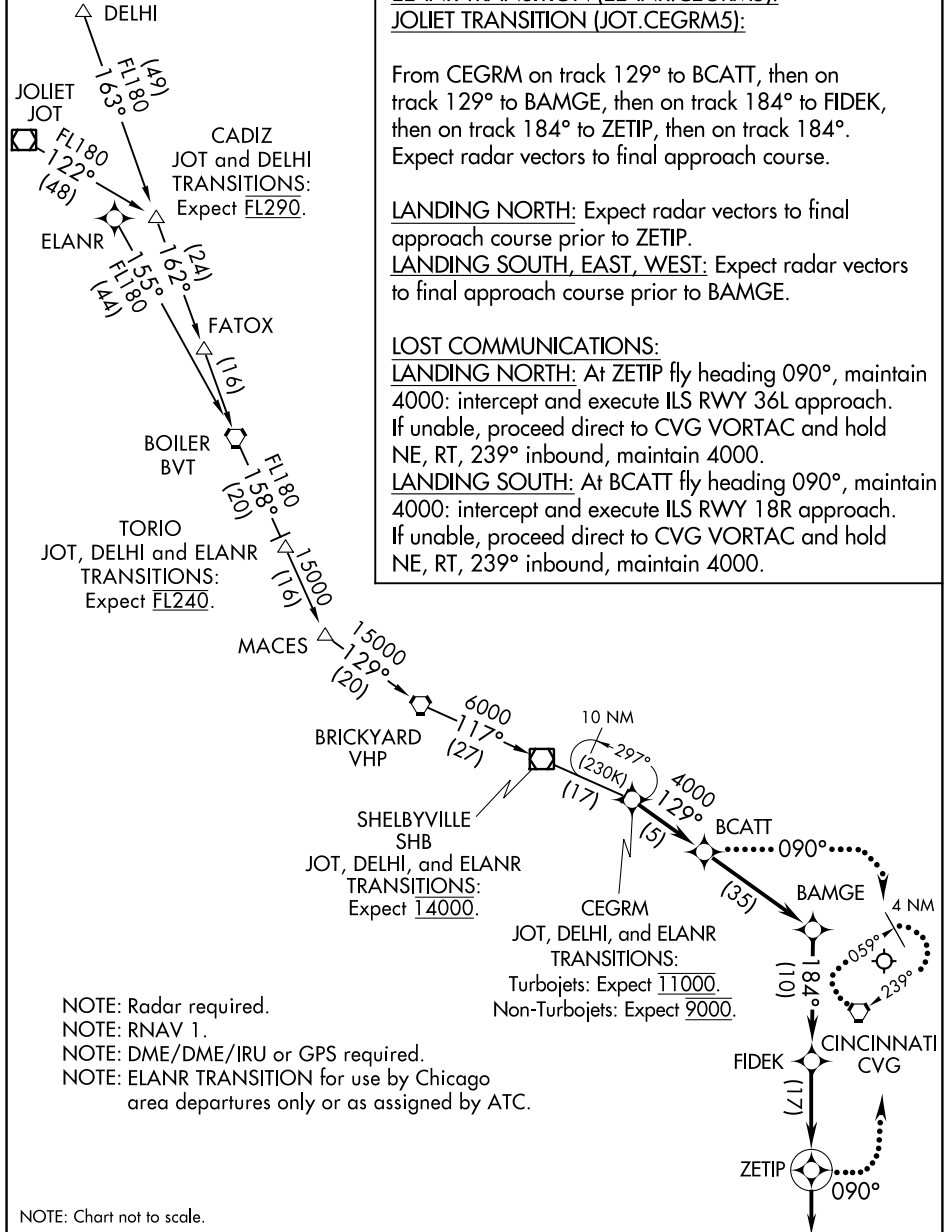 DELHI
JOLIET TRANSITION (JOT.CEGRM5):
From CEGRM on track 129° to BCATT, then on
track 129° to BAMGE, then on track 184° to FIDEK,
then on track 184° to ZETIP, then on track 184°.
Expect radar vectors to final approach course.
LANDING NORTH: Expect radar vectors to final
approach course prior to ZETIP.
LANDING SOUTH, EAST, WEST: Expect radar vectors
to final approach course prior to BAMGE.
LOST COMMUNICATIONS:
LANDING NORTH: At ZETIP fly heading 090°, maintain
4000: intercept and execute ILS RWY 36L approach.
If unable, proceed direct to CVG VORTAC and hold
NE, RT, 239° inbound, maintain 4000.
LANDING SOUTH: At BCATT fly heading 090°, maintain
4000: intercept and execute ILS RWY 18R approach.
If unable, proceed direct to CVG VORTAC and hold
NE, RT, 239° inbound, maintain 4000.
(49)
FL180
163°
JOLIET
JOT
FL180
122°
(48)
CADIZ
JOT and DELHI
TRANSITIONS:
Expect FL290.
ELANR
(24)
162°
FL180
155°
(44)
FATOX
(16)
BOILER
BVT
FL180
158°
(20)
TORIO
JOT, DELHI and ELANR
TRANSITIONS:
Expect FL240.
15000
(16)
MACES
15000
129°
(20)
BRICKYARD
VHP
6000
117°
(27)
10 NM
297°
(230K)
(17)
4000
129°
(5)
SHELBYVILLE
SHB
JOT, DELHI, and ELANR
TRANSITIONS:
Expect 14000.
BCATT
090°
(35)
BAMGE
4 NM
059°
239°
CEGRM
JOT, DELHI, and ELANR
TRANSITIONS:
Turbojets: Expect 11000.
Non-Turbojets: Expect 9000.
184°
(10)
CINCINNATI
CVG
FIDEK
(17)
ZETIP
090°
NOTE: Radar required.
NOTE: RNAV 1.
NOTE: DME/DME/IRU or GPS required.
NOTE: ELANR TRANSITION for use by Chicago
area departures only or as assigned by ATC.
NOTE: Chart not to scale.